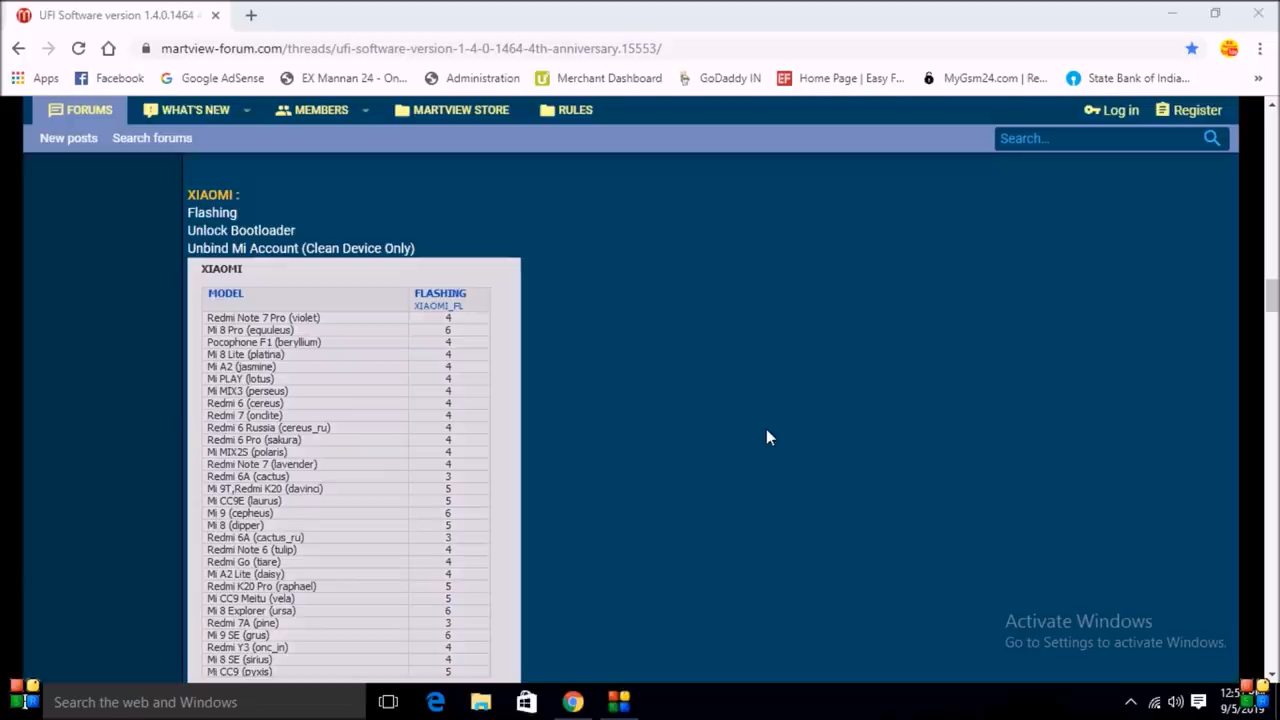 UFI Software version 1.4.0.1464
martview-forum.com/threads/ufi-software-version-1-4-0-1464-4th-anniversary.15553/
Apps Facebook Google AdSense EX Mannan 24 - On... Administration Merchant Dashboard GoDaddy IN Home Page | Easy F... MyGsm24.com | Re... State Bank of India...
FORUMS WHAT'S NEW MEMBERS MARTVIEW STORE RULES Log in Register
New posts Search forums Search...
XIAOMI :
Flashing
Unlock Bootloader
Unbind Mi Account (Clean Device Only)
XIAOMI
MODEL FLASHING
XIAOMI_FL
Redmi Note 7 Pro (violet) 4
Mi 8 Pro (equuleus) 6
Pocophone F1 (beryllium) 4
Mi 8 Lite (platina) 4
Mi A2 (jasmine) 4
Mi PLAY (lotus) 4
Mi MIX3 (perseus) 4
Redmi 6 (cereus) 4
Redmi 7 (onclite) 4
Redmi 6 Russia (cereus_ru) 4
Redmi 6 Pro (sakura) 4
Mi MIX2S (polaris) 4
Redmi Note 7 (lavender) 4
Redmi 6A (cactus) 3
Mi 9T,Redmi K20 (davinci) 5
Mi CC9E (laurus) 5
Mi 9 (cepheus) 6
Mi 8 (dipper) 5
Redmi 6A (cactus_ru) 3
Redmi Note 6 (tulip) 4
Redmi Go (tiare) 4
Mi A2 Lite (daisy) 4
Redmi K20 Pro (raphael) 5
Mi CC9 Meitu (vela) 5
Mi 8 Explorer (ursa) 6
Redmi 7A (pine) 3
Mi 9 SE (grus) 6
Redmi Y3 (onc_in) 4
Mi 8 SE (sirius) 4
Mi CC9 (pyxis) 5
Activate Windows
Go to Settings to activate Windows.
Search the web and Windows
9/5/2019